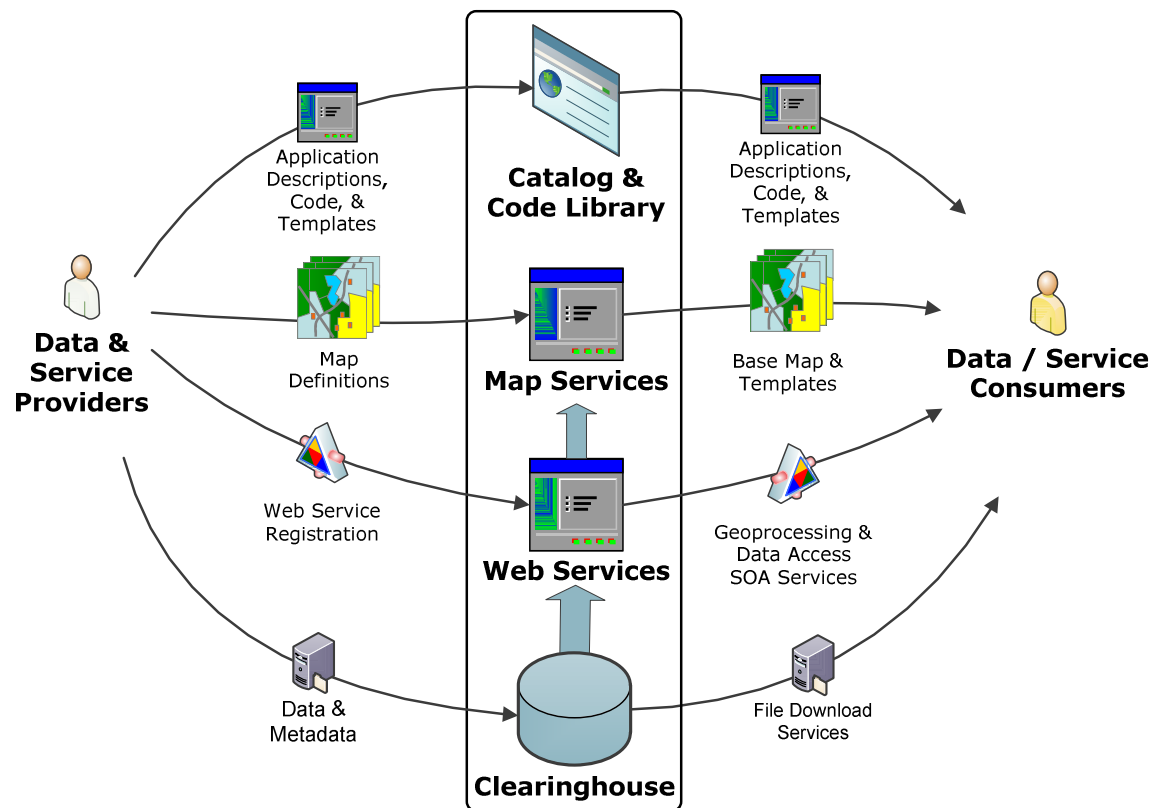 Application
Descriptions,
Code, &
Templates
Catalog &
Code Library
Application
Descriptions,
Code, &
Templates
Data &
Service
Providers
Map
Definitions
Map Services
Base Map &
Templates
Data / Service
Consumers
Web Service
Registration
Web Services
Geoprocessing &
Data Access
SOA Services
Data &
Metadata
Clearinghouse
File Download
Services